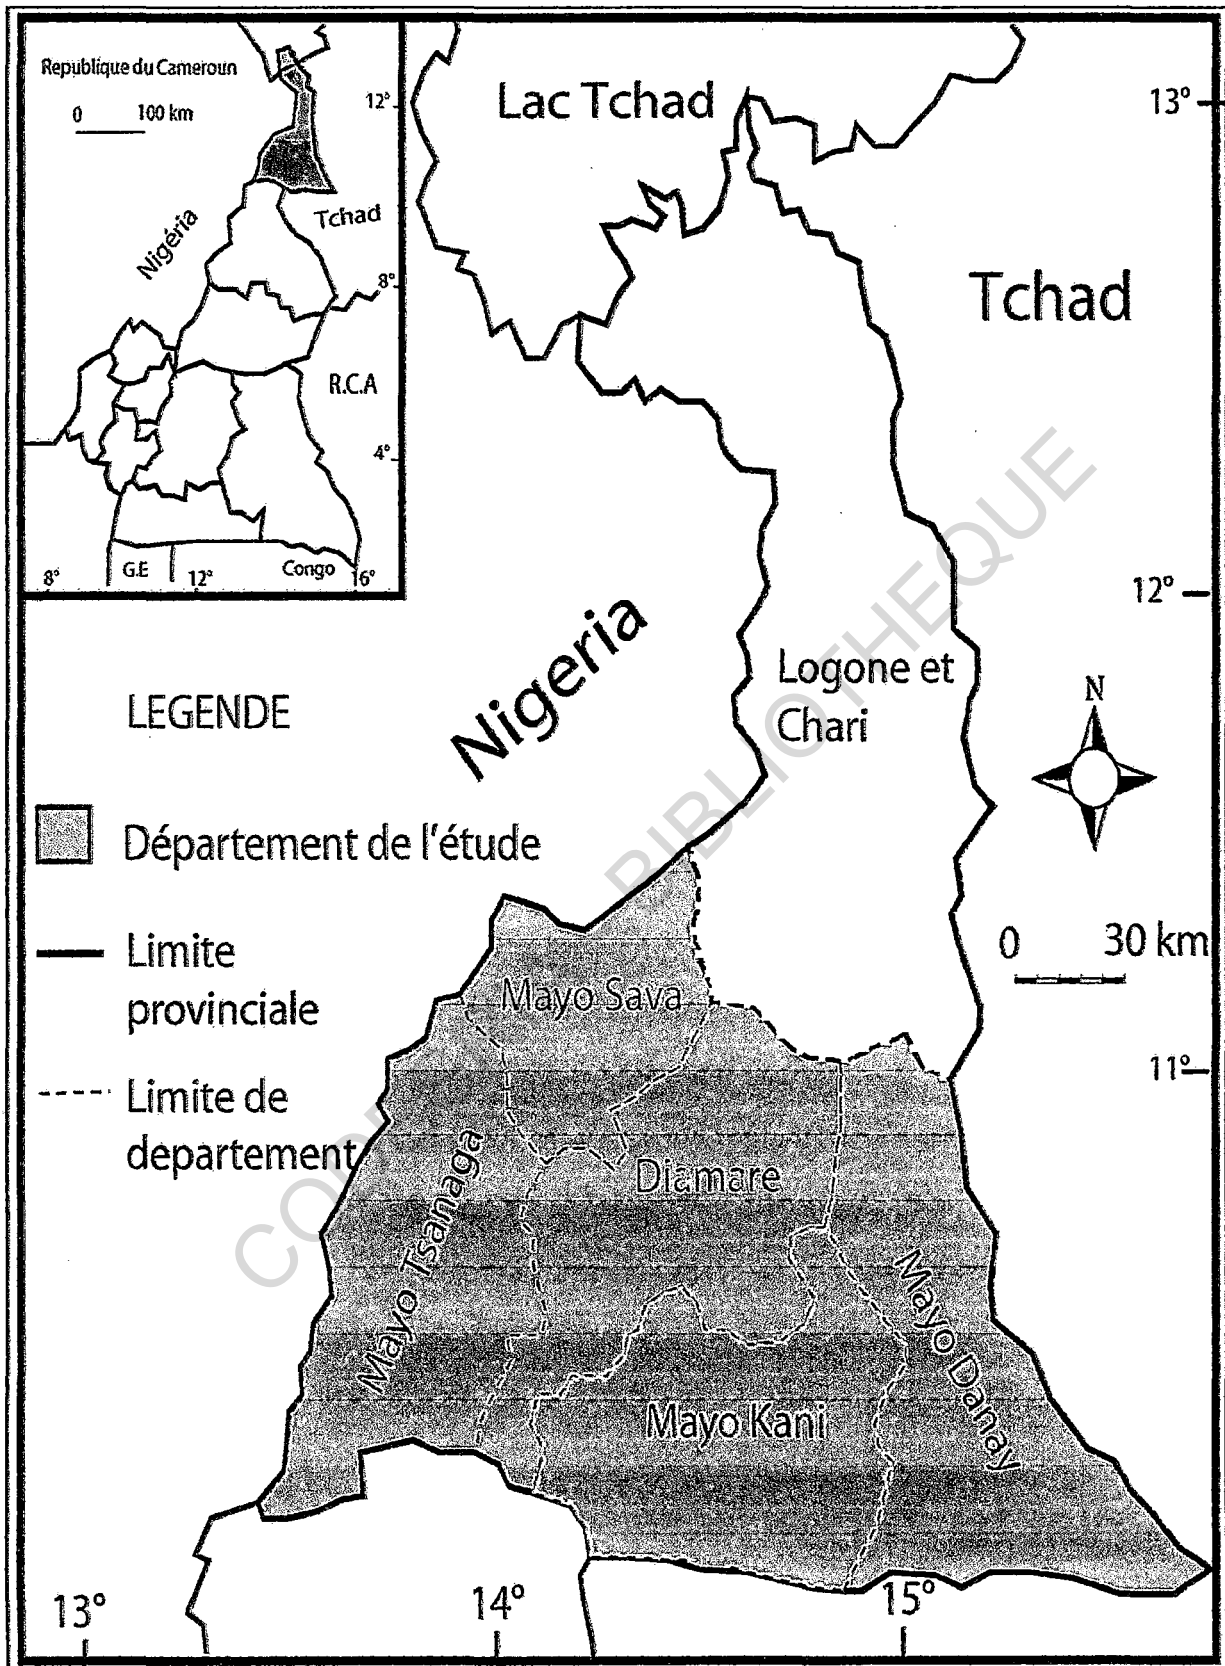 Republique du Cameroun
0 100 km
12°
Nigéria
Tchad
8°
R.C.A
4°
8°
G.E
12°
Congo
16°
Lac Tchad
13°
Tchad
12°
Nigeria
Logone et
Chari
N
LEGENDE
Département de l'étude
Limite
provinciale
Limite de
departement
0 30 km
11°
Mayo Sava
Mayo Tsanaga
Diamare
Mayo Danay
Mayo Kani
13°
14°
15°
BIBLIOTHEQUE